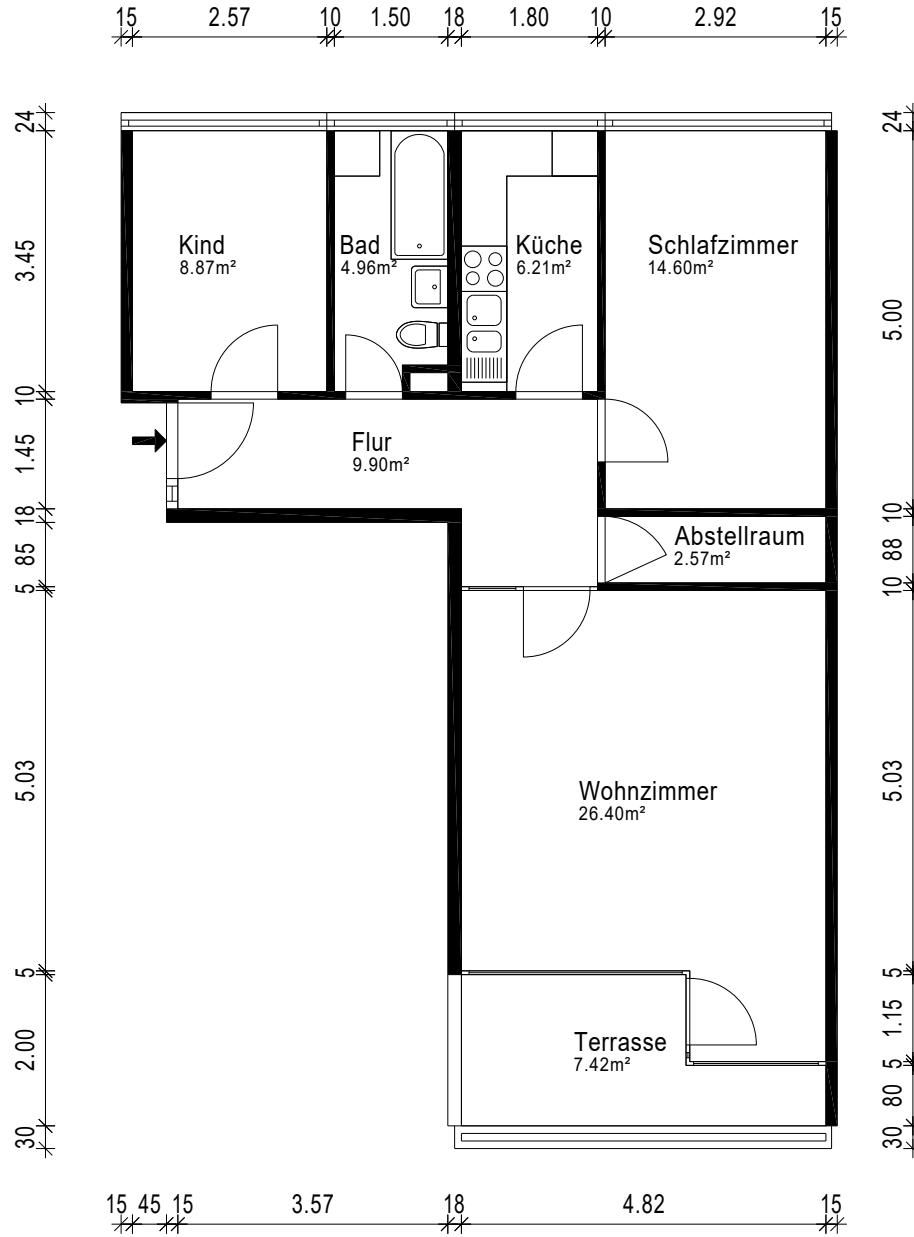 15 2.57 10 1.50 18 1.80 10 2.92 15
24
24
3.45
Kind
8.87m²
Bad
4.96m²
Küche
6.21m²
Schlafzimmer
14.60m²
5.00
10
1.45
Flur
9.90m²
18
10
85
Abstellraum
2.57m²
88
5
10
5.03
Wohnzimmer
26.40m²
5.03
5
5
2.00
Terrasse
7.42m²
1.15
5
80
30
30
15 45 15 3.57 18 4.82 15